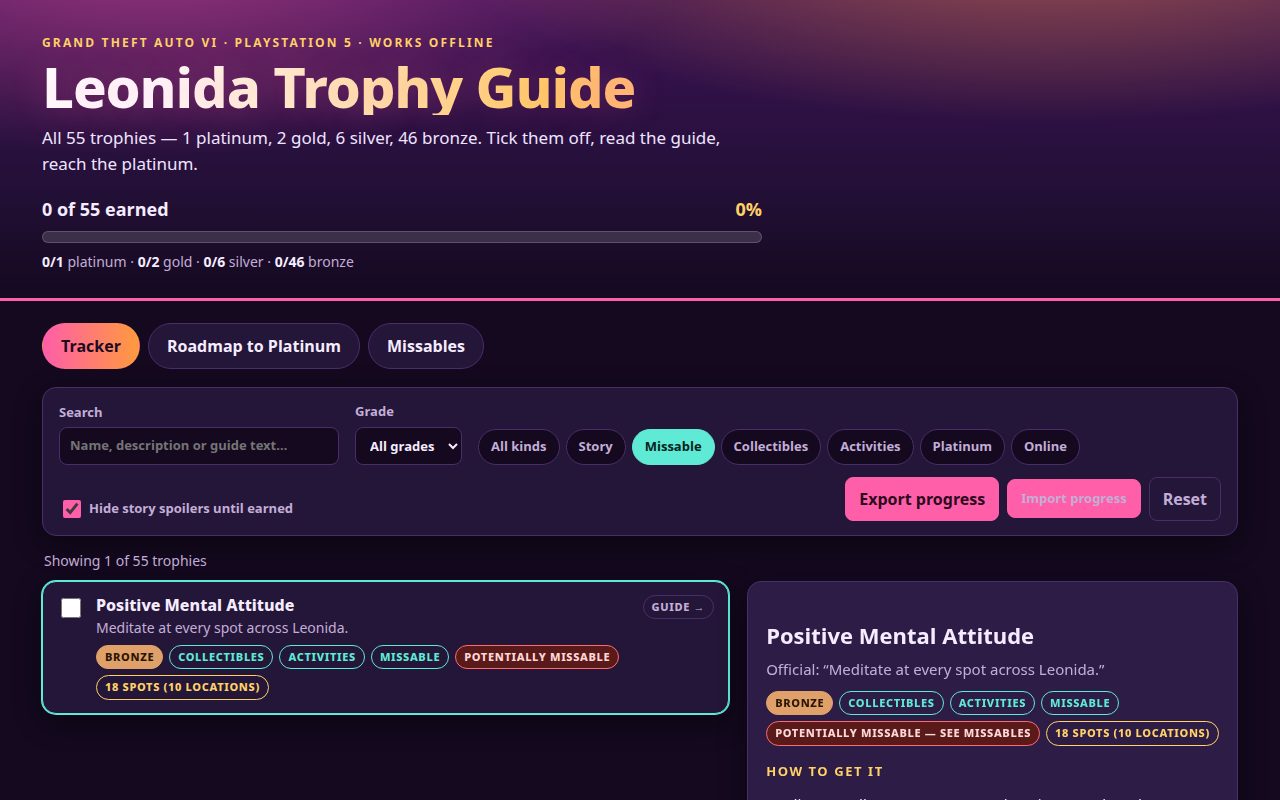 GRAND THEFT AUTO VI · PLAYSTATION 5 · WORKS OFFLINE
Leonida Trophy Guide
All 55 trophies — 1 platinum, 2 gold, 6 silver, 46 bronze. Tick them off, read the guide,
reach the platinum.
0 of 55 earned 0%
0/1 platinum · 0/2 gold · 0/6 silver · 0/46 bronze
Tracker Roadmap to Platinum Missables
Search Grade
Name, description or guide text... All grades All kinds Story Missable Collectibles Activities Platinum Online
Hide story spoilers until earned Export progress Import progress Reset
Showing 1 of 55 trophies
Positive Mental Attitude GUIDE →
Meditate at every spot across Leonida.
BRONZE COLLECTIBLES ACTIVITIES MISSABLE POTENTIALLY MISSABLE
18 SPOTS (10 LOCATIONS)
Positive Mental Attitude
Official: “Meditate at every spot across Leonida.”
BRONZE COLLECTIBLES ACTIVITIES MISSABLE
POTENTIALLY MISSABLE — SEE MISSABLES 18 SPOTS (10 LOCATIONS)
HOW TO GET IT